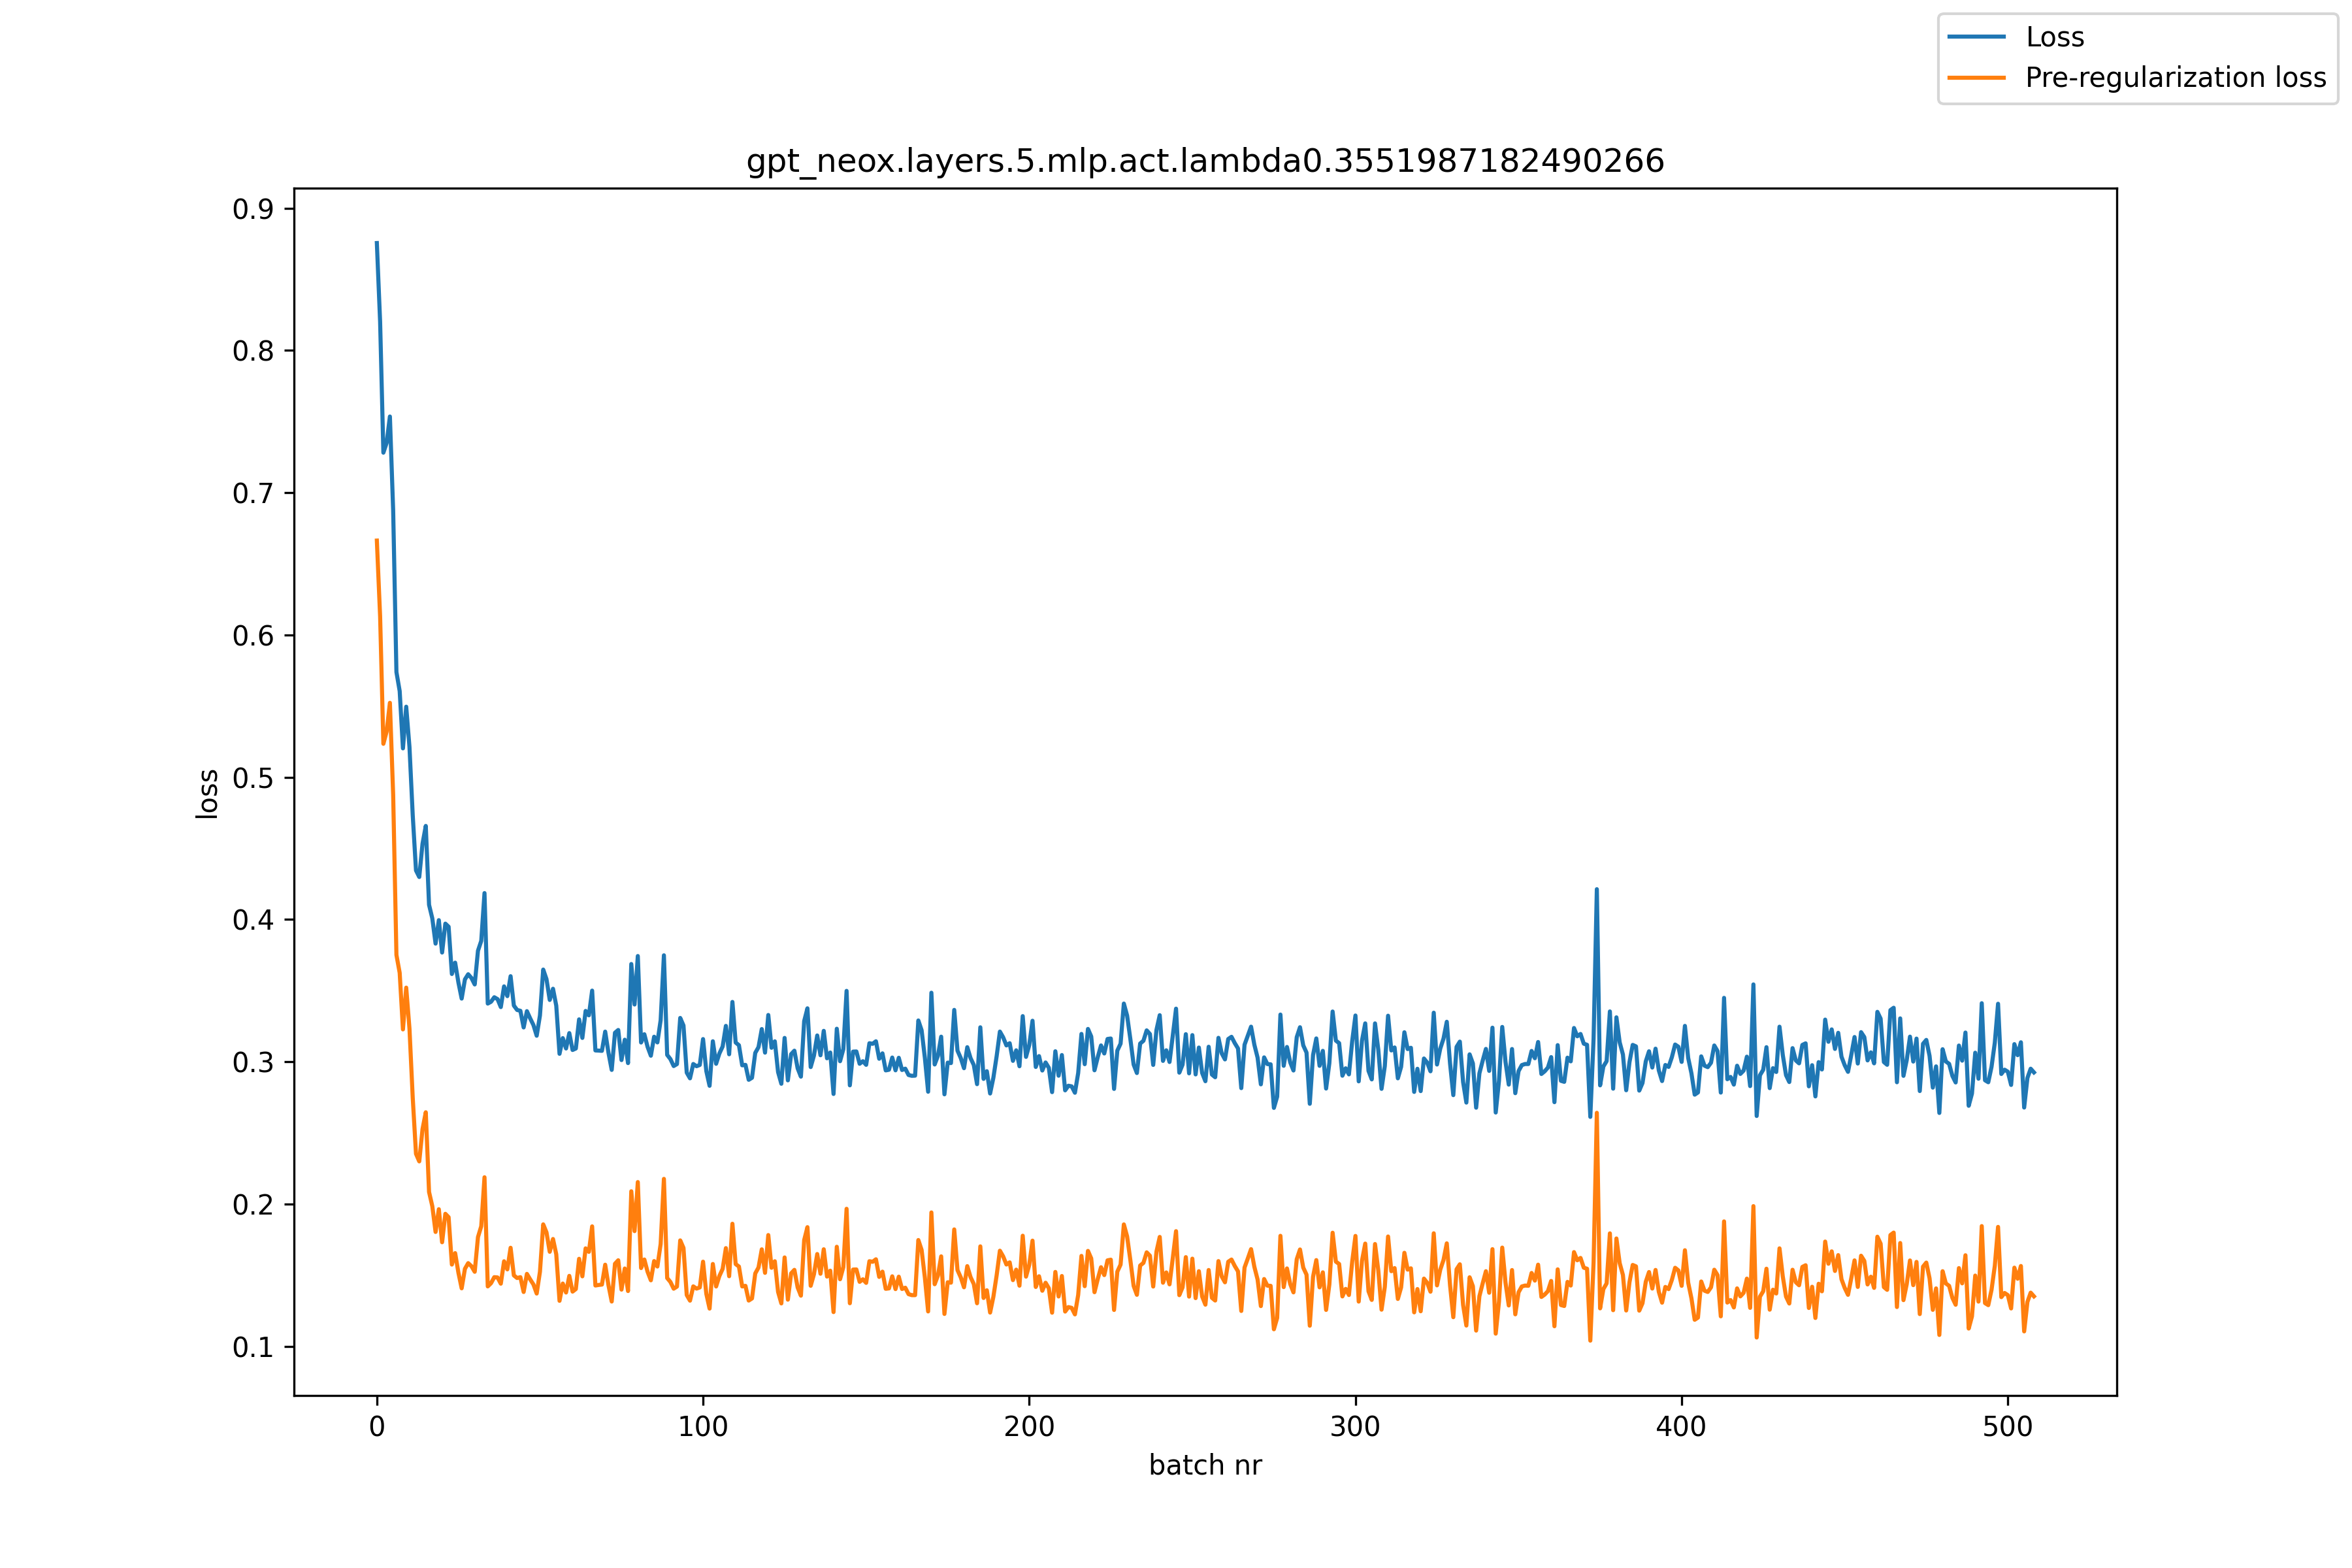 Loss
Pre-regularization loss
gpt_neox.layers.5.mlp.act.lambda0.3551987182490266
0.9
0.8
0.7
0.6
0.5
0.4
0.3
0.2
0.1
loss
0 100 200 300 400 500
batch nr